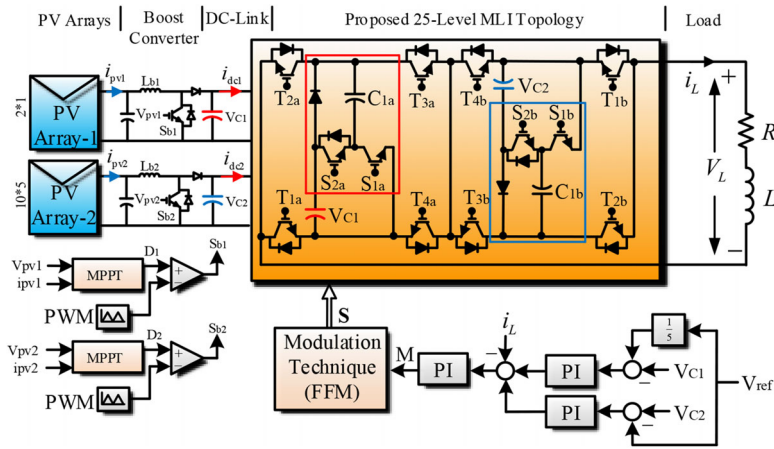 PV Arrays
Boost
Converter
DC-Link
Proposed 25-Level MLI Topology
Load
2*1
PV
Array-1
ipv1
Lb1
Vpv1
Sb1
idc1
VC1
10*5
PV
Array-2
ipv2
Lb2
Vpv2
Sb2
idc2
VC2
T2a
C1a
T3a
T4b
VC2
T1b
S2a
S1a
S2b
S1b
C1b
T1a
VC1
T4a
T3b
T2b
iL
+
VL
−
R
L
Vpv1
ipv1
MPPT
D1
+
−
Sb1
PWM
Vpv2
ipv2
MPPT
D2
+
−
Sb2
PWM
S
Modulation
Technique
(FFM)
M
PI
−
iL
PI
−
VC1
1/5
PI
−
VC2
Vref